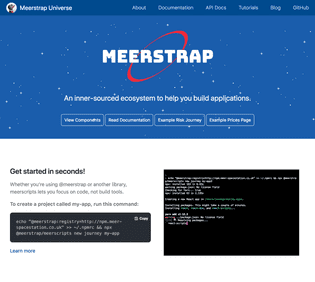 Meerstrap Universe
About
Documentation
API Docs
Tutorials
Blog
GitHub
MEERSTRAP
An inner-sourced ecosystem to help you build applications.
View Components
Read Documentation
Example Risk Journey
Example Prices Page
Get started in seconds!
Whether you're using @meerstrap or another library,
meerscripts lets you focus on code, not build tools.
To create a project called my-app, run this command:
Copy
echo "@meerstrap:registry=http://npm.meer-
spacestation.co.uk" >> ~/.npmrc && npx
@meerstrap/meerscripts new journey my-app
Learn more